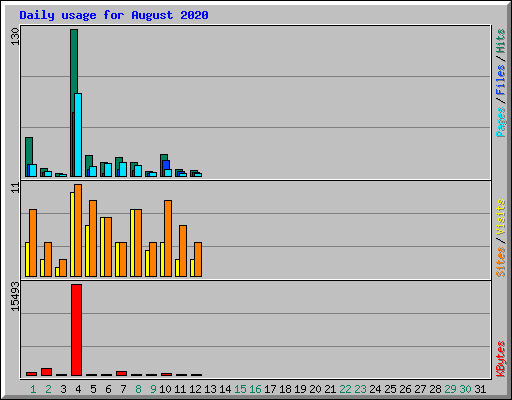 Daily usage for August 2020
130
Pages / Files / Hits
11
Sites / Visits
15493
KBytes
1 2 3 4 5 6 7 8 9 10 11 12 13 14 15 16 17 18 19 20 21 22 23 24 25 26 27 28 29 30 31